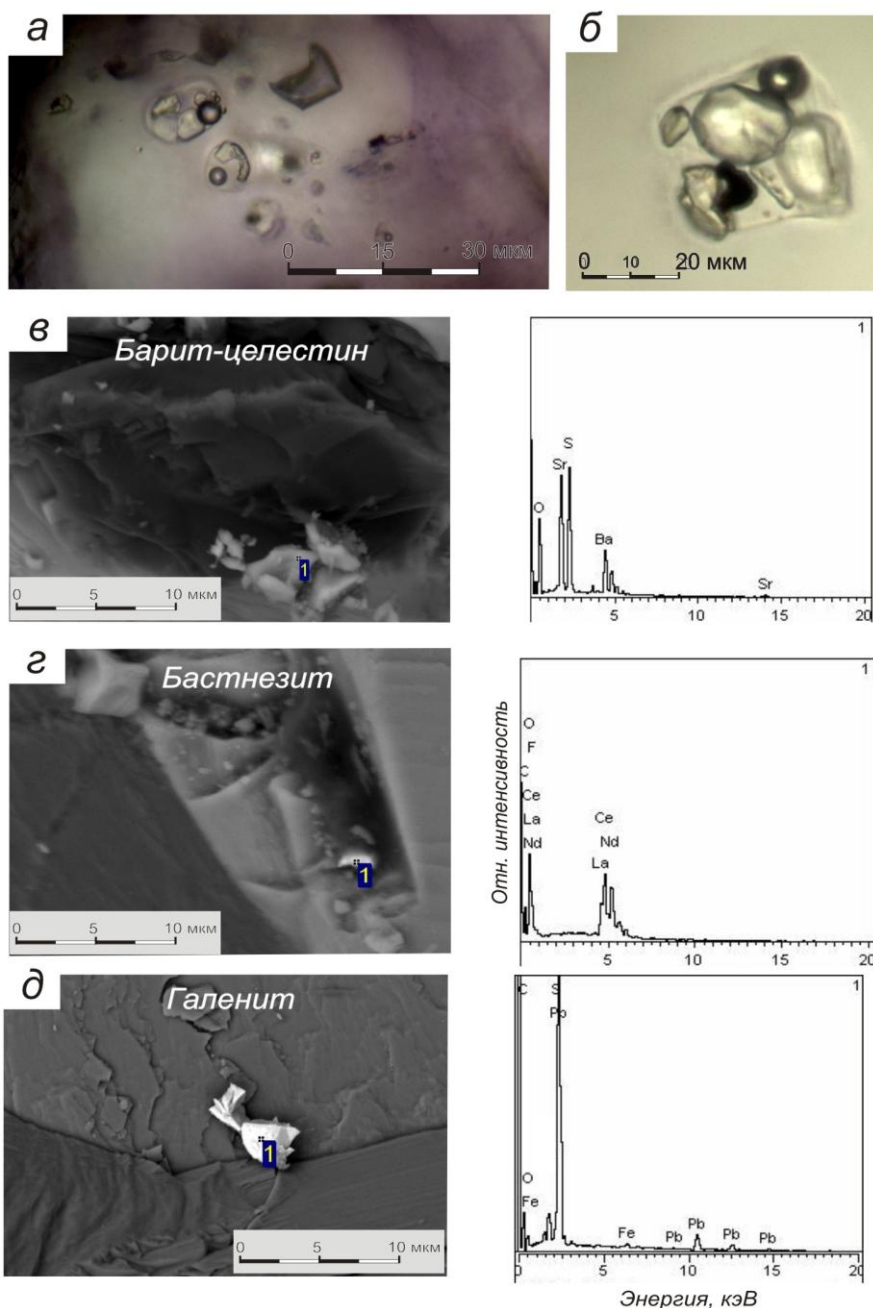 а
б
0 15 30 мкм
0 10 20 мкм
в
Барит-целестин
1
0 5 10 мкм
1
O
Sr
S
Ba
Sr
5 10 15 20
г
Бастнезит
1
0 5 10 мкм
Отн. интенсивность
1
O
F
C
Ce
La
Nd
Ce
Nd
La
5 10 15 20
д
Галенит
1
0 5 10 мкм
1
C S
Pb
O
Fe
Fe Pb Pb Pb Pb
0 5 10 15 20
Энергия, кэВ